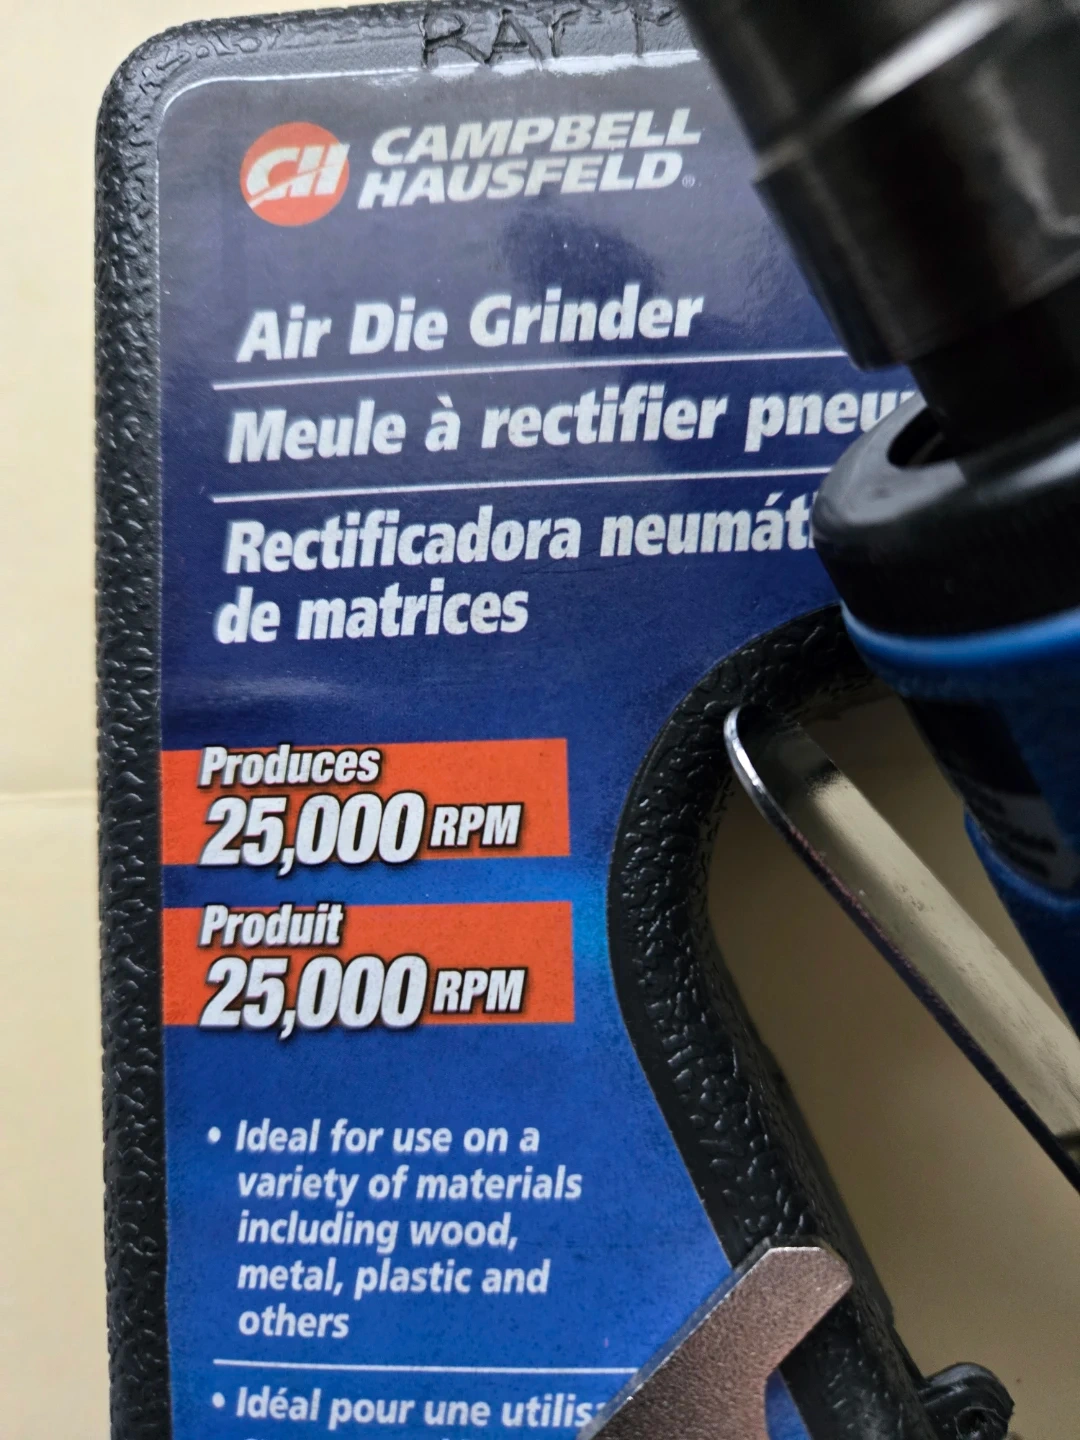 CH CAMPBELL
HAUSFELD®
Air Die Grinder
Meule à rectifier
Rectificadora
de matrices
Produces
25,000 RPM
Produit
25,000 RPM
• Ideal for use on a
variety of materials
including wood,
metal, plastic and
others
• Idéal pour une